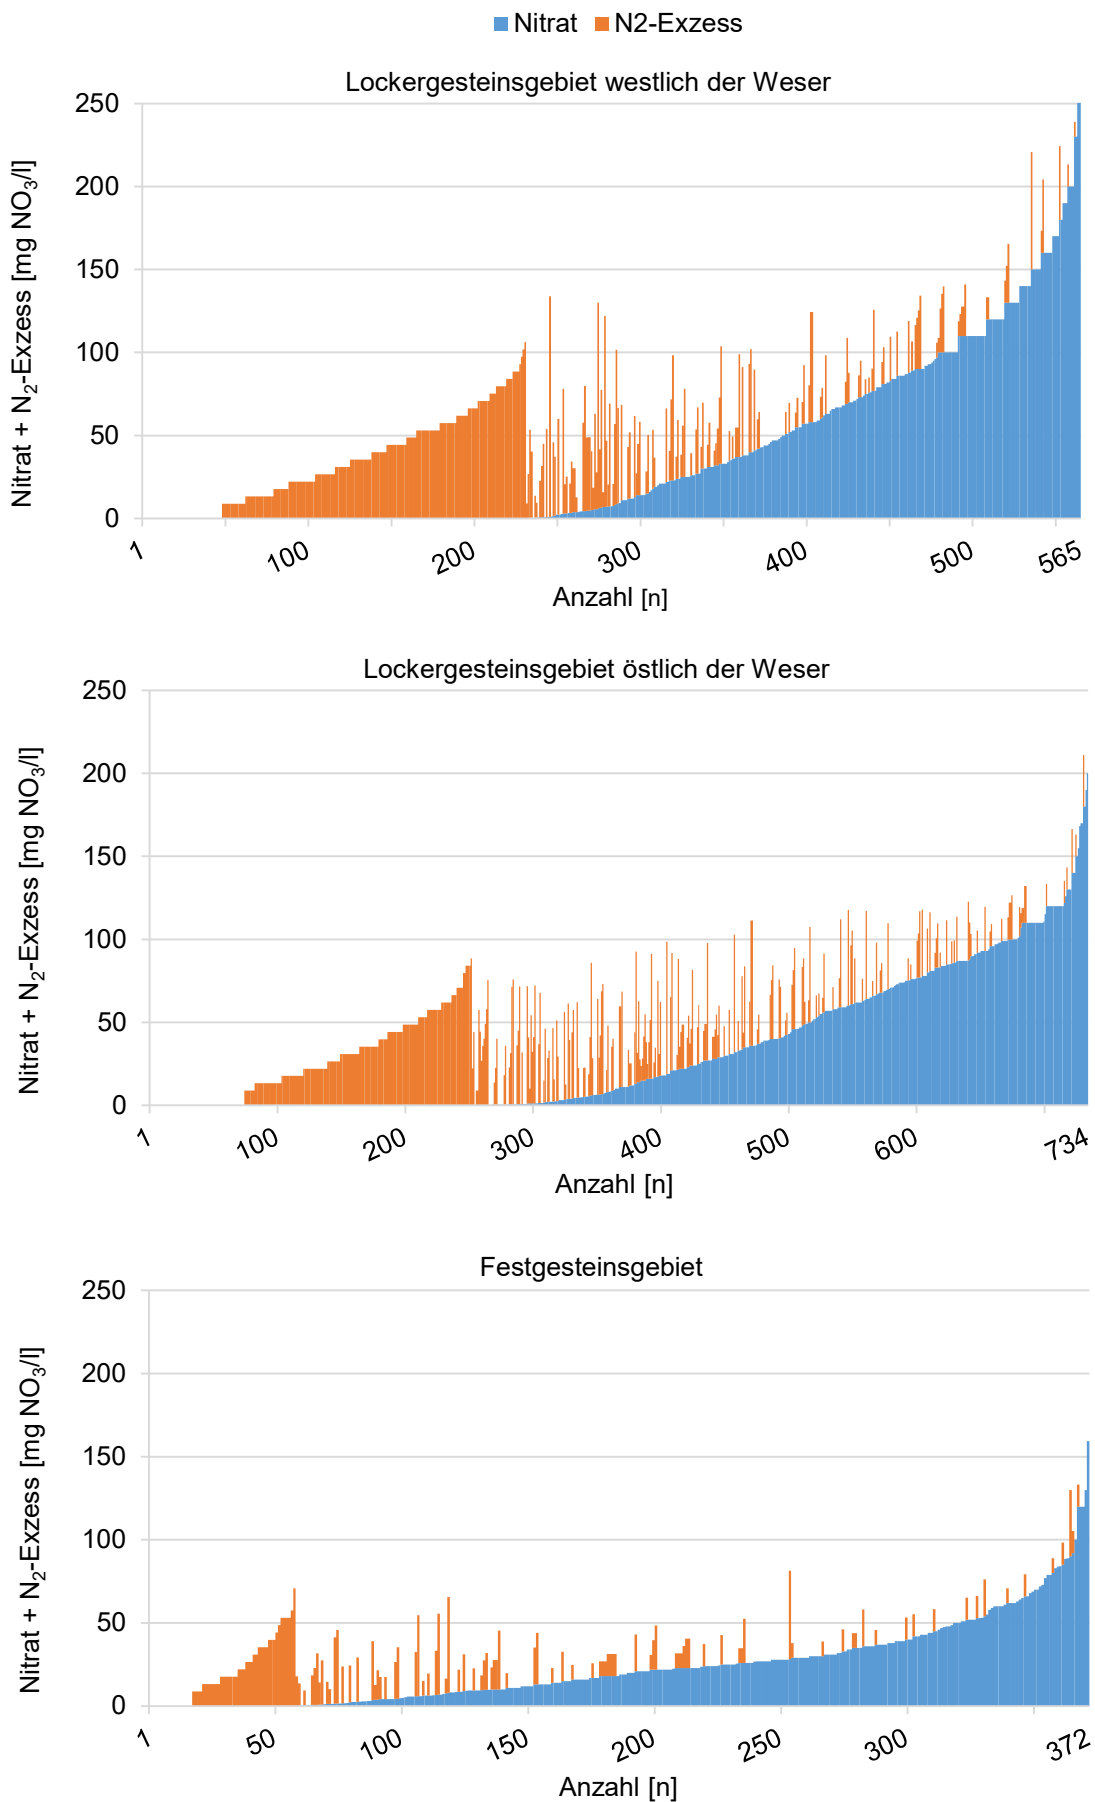 Nitrat N2-Exzess
Lockergesteinsgebiet westlich der Weser
Nitrat + N₂-Exzess [mg NO₃/l]
250
200
150
100
50
0
1 100 200 300 400 500 565
Anzahl [n]
Lockergesteinsgebiet östlich der Weser
Nitrat + N₂-Exzess [mg NO₃/l]
250
200
150
100
50
0
1 100 200 300 400 500 600 734
Anzahl [n]
Festgesteinsgebiet
Nitrat + N₂-Exzess [mg NO₃/l]
250
200
150
100
50
0
1 50 100 150 200 250 300 372
Anzahl [n]